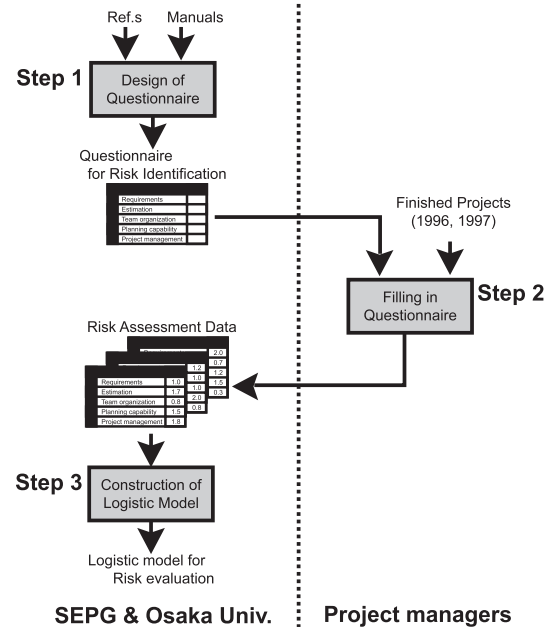 Ref.s Manuals
Step 1
Design of
Questionnaire
Questionnaire
for Risk Identification
Requirements
Estimation
Team organization
Planning capability
Project management
Finished Projects
(1996, 1997)
Step 2
Filling in
Questionnaire
Risk Assessment Data
2.0
0.7
1.2
1.5
0.3
1.2
1.0
1.0
2.0
0.8
Requirements 1.0
Estimation 1.7
Team organization 0.8
Planning capability 1.5
Project management 1.8
Step 3
Construction of
Logistic Model
Logistic model for
Risk evaluation
SEPG & Osaka Univ.
Project managers